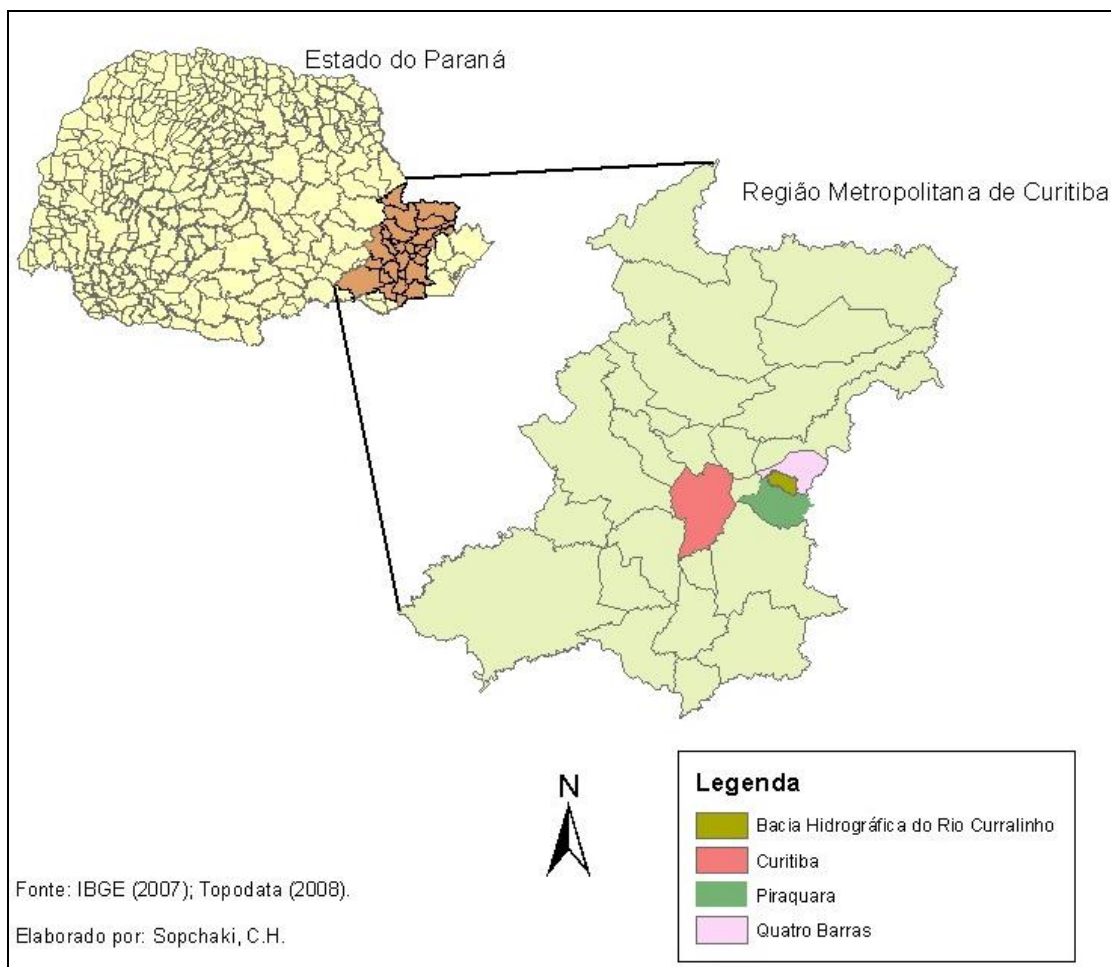 Estado do Paraná
Região Metropolitana de Curitiba
N
Legenda
Bacia Hidrográfica do Rio Curralinho
Curitiba
Piraquara
Quatro Barras
Fonte: IBGE (2007); Topodata (2008).
Elaborado por: Sopchaki, C.H.